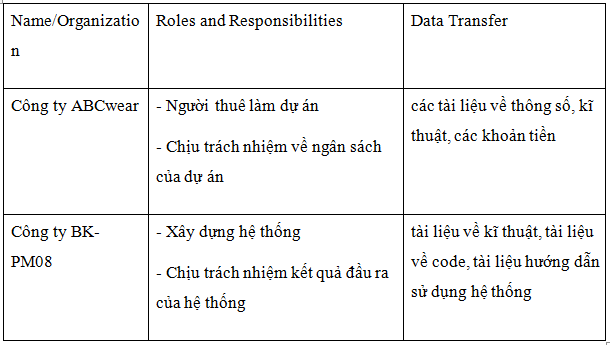 Name/Organizatio
n
Roles and Responsibilities
Data Transfer
Công ty ABCwear
- Người thuê làm dự án
- Chịu trách nhiệm về ngân sách
của dự án
các tài liệu về thông số, kĩ
thuật, các khoản tiền
Công ty BK-
PM08
- Xây dựng hệ thống
- Chịu trách nhiệm kết quả đầu ra
của hệ thống
tài liệu về kĩ thuật, tài liệu
về code, tài liệu hướng dẫn
sử dụng hệ thống